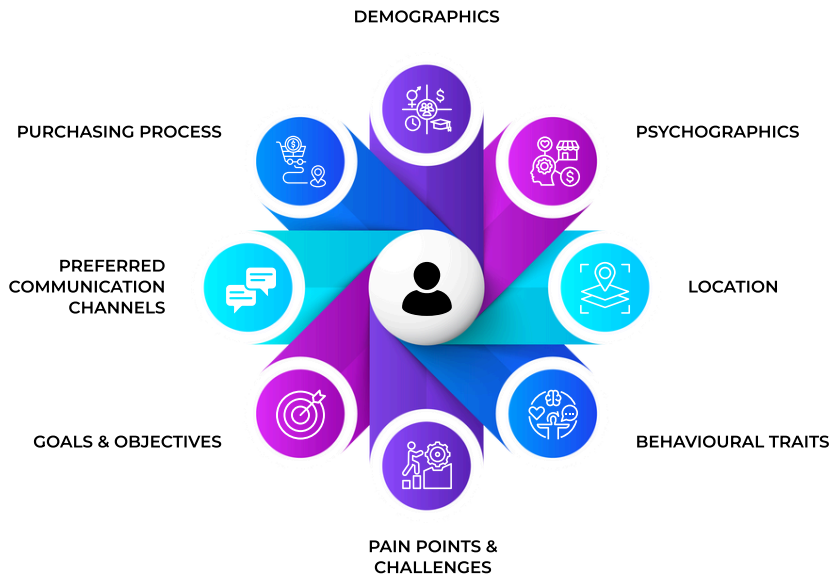 DEMOGRAPHICS
PURCHASING PROCESS
PSYCHOGRAPHICS
PREFERRED
COMMUNICATION
CHANNELS
LOCATION
GOALS & OBJECTIVES
BEHAVIOURAL TRAITS
PAIN POINTS &
CHALLENGES